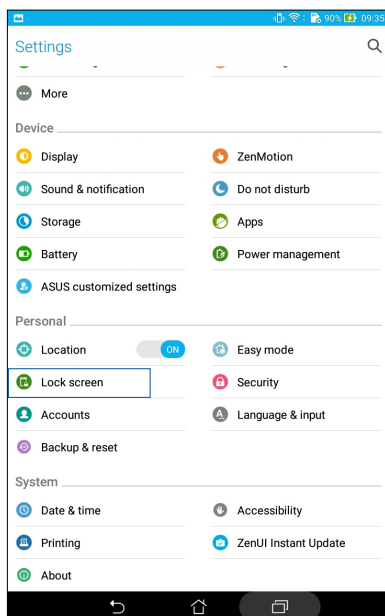 90% 09:35
Settings
More
Device
Display ZenMotion
Sound & notification Do not disturb
Storage Apps
Battery Power management
ASUS customized settings
Personal
Location ON Easy mode
Lock screen Security
Accounts A Language & input
Backup & reset
System
Date & time Accessibility
Printing ZenUI Instant Update
About